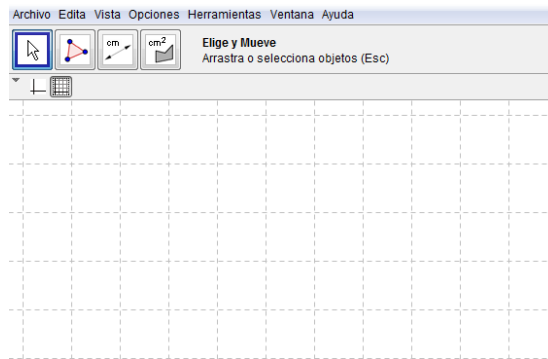 Archivo Edita Vista Opciones Herramientas Ventana Ayuda
cm
cm²
Elige y Mueve
Arrastra o selecciona objetos (Esc)